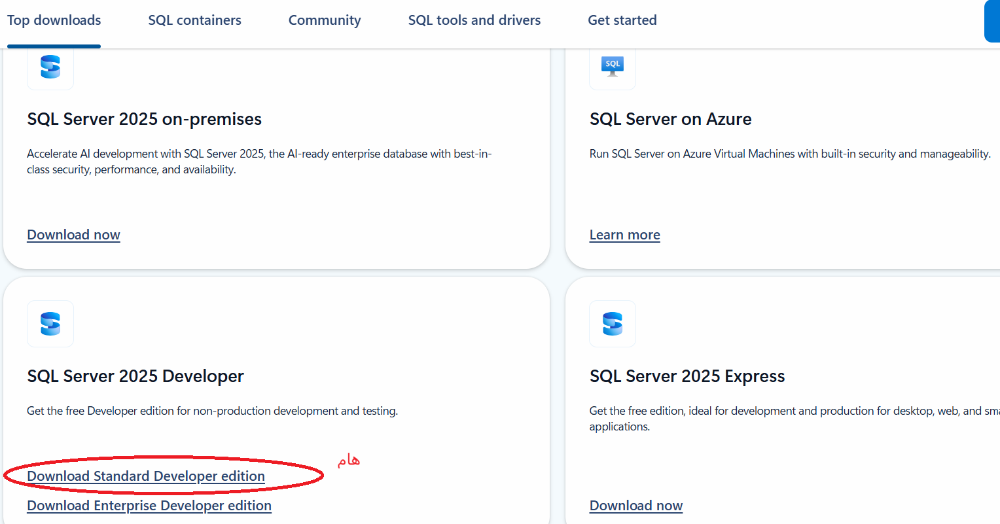 Top downloads
SQL containers
Community
SQL tools and drivers
Get started
SQL
SQL Server 2025 on-premises
Accelerate AI development with SQL Server 2025, the AI-ready enterprise database with best-in-
class security, performance, and availability.
Download now
SQL Server on Azure
Run SQL Server on Azure Virtual Machines with built-in security and manageability.
Learn more
SQL Server 2025 Developer
Get the free Developer edition for non-production development and testing.
هام
Download Standard Developer edition
Download Enterprise Developer edition
SQL Server 2025 Express
Get the free edition, ideal for development and production for desktop, web, and
applications.
Download now